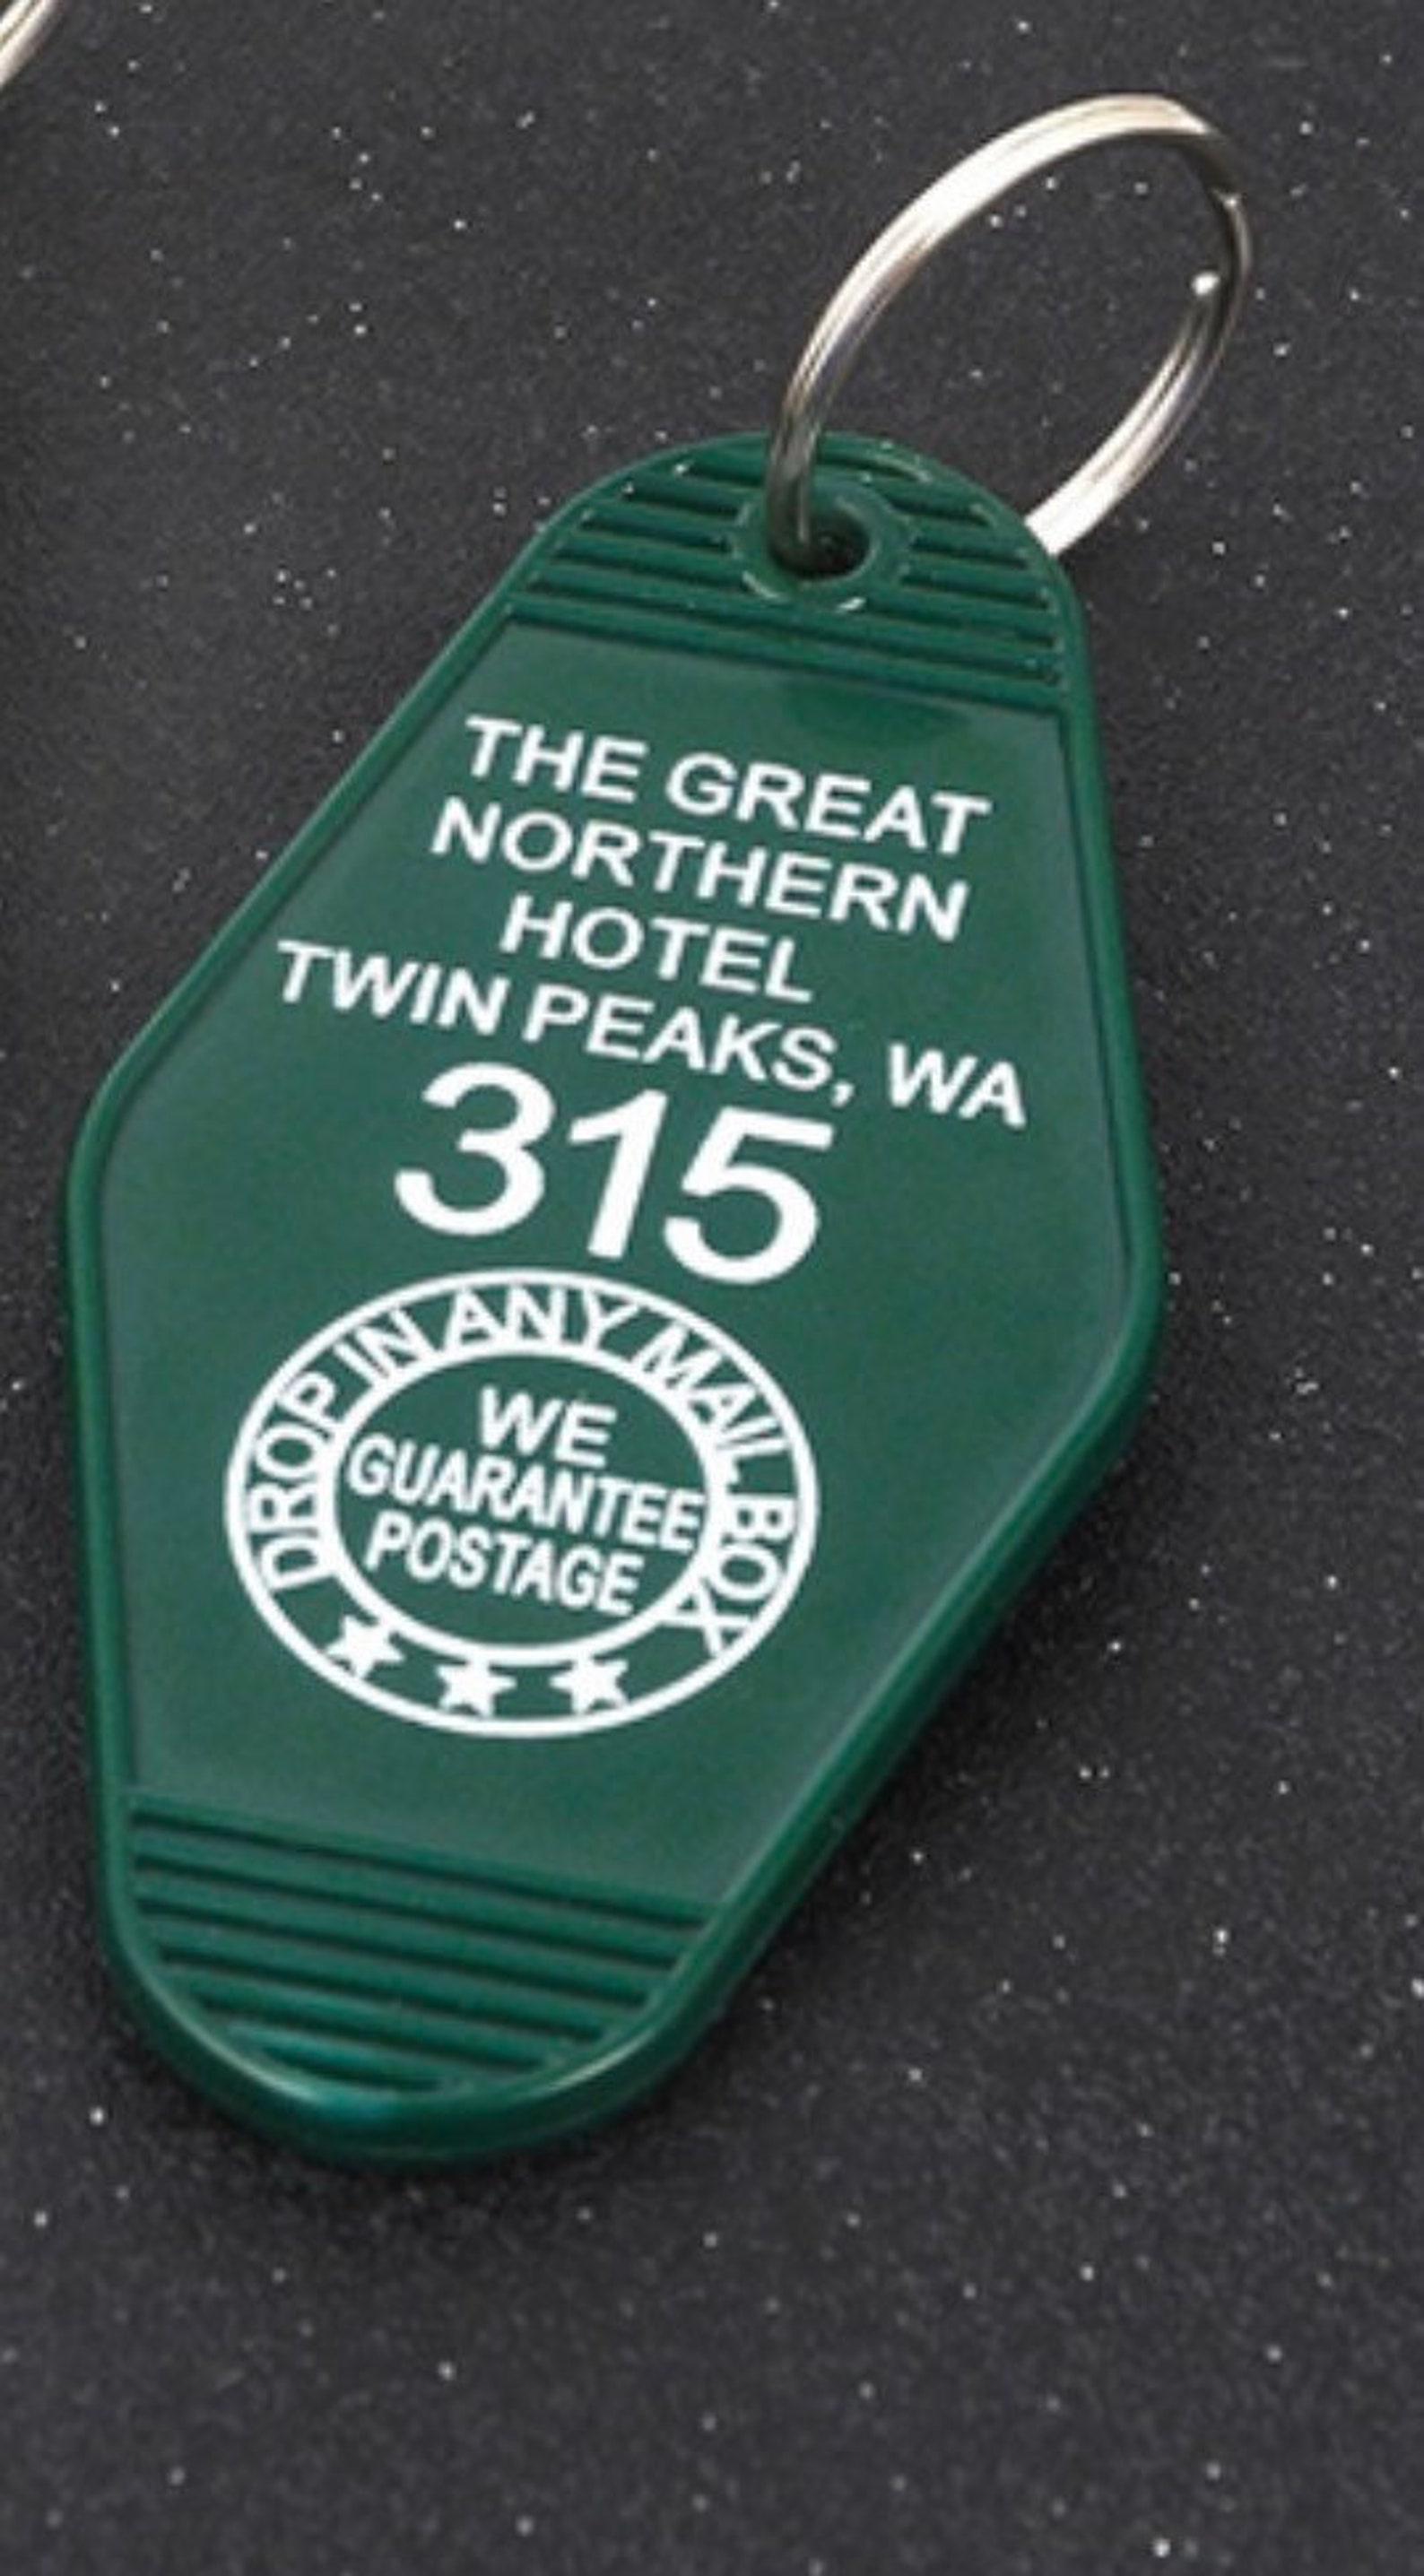 THE GREAT
NORTHERN
HOTEL
TWIN PEAKS, WA
315
DROP IN ANY MAIL BOX
WE
GUARANTEE
POSTAGE